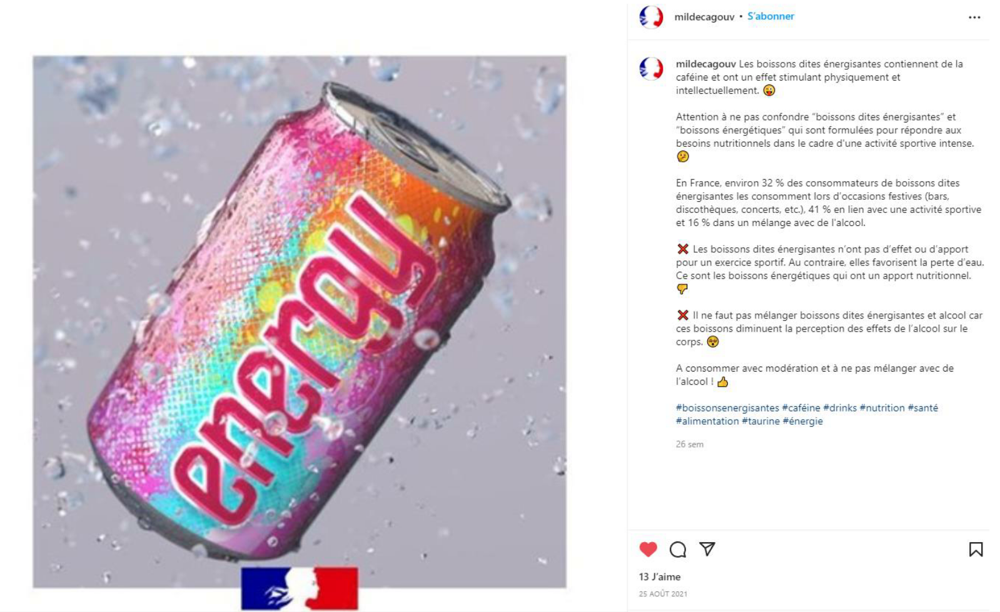 energy
mildecagouv • S'abonner
mildecagouv Les boissons dites énergisantes contiennent de la
caféine et ont un effet stimulant physiquement et
intellectuellement. 😜
Attention à ne pas confondre “boissons dites énergisantes” et
“boissons énergétiques” qui sont formulées pour répondre aux
besoins nutritionnels dans le cadre d'une activité sportive intense.
🤔
En France, environ 32 % des consommateurs de boissons dites
énergisantes les consomment lors d’occasions festives (bars,
discothèques, concerts, etc.), 41 % en lien avec une activité sportive
et 16 % dans un mélange avec de l'alcool.
❌ Les boissons dites énergisantes n’ont pas d’effet ou d’apport
pour un exercice sportif. Au contraire, elles favorisent la perte d’eau.
Ce sont les boissons énergétiques qui ont un apport nutritionnel.
👎
❌ Il ne faut pas mélanger boissons dites énergisantes et alcool car
ces boissons diminuent la perception des effets de l’alcool sur le
corps. 😵
A consommer avec modération et à ne pas mélanger avec de
l’alcool ! 👍
#boissonsenergisantes #caféine #drinks #nutrition #santé
#alimentation #taurine #énergie
26 sem
13 J’aime
25 AOÛT 2021